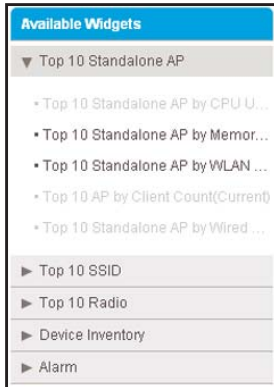 Available Widgets
Top 10 Standalone AP
Top 10 Standalone AP by CPU U...
Top 10 Standalone AP by Memor...
Top 10 Standalone AP by WLAN ...
Top 10 AP by Client Count(Current)
Top 10 Standalone AP by Wired ...
Top 10 SSID
Top 10 Radio
Device Inventory
Alarm